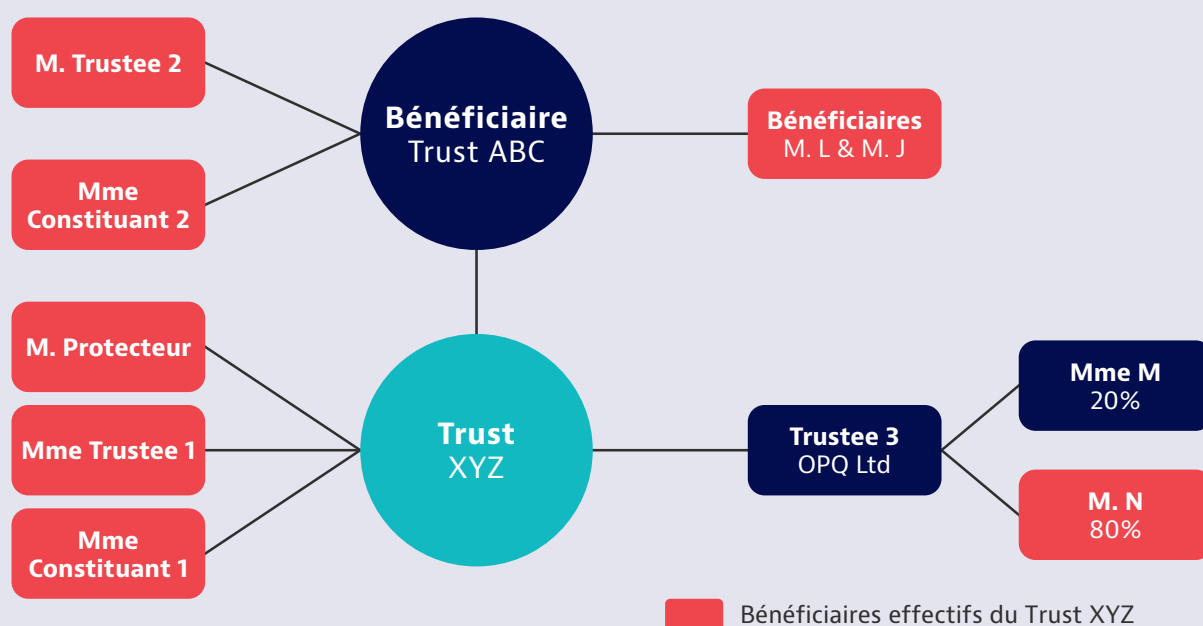 M. Trustee 2
Mme
Constituant 2
Bénéficiaire
Trust ABC
Bénéficiaires
M. L & M. J
M. Protecteur
Mme Trustee 1
Mme
Constituant 1
Trust
XYZ
Trustee 3
OPQ Ltd
Mme M
20%
M. N
80%
Bénéficiaires effectifs du Trust XYZ